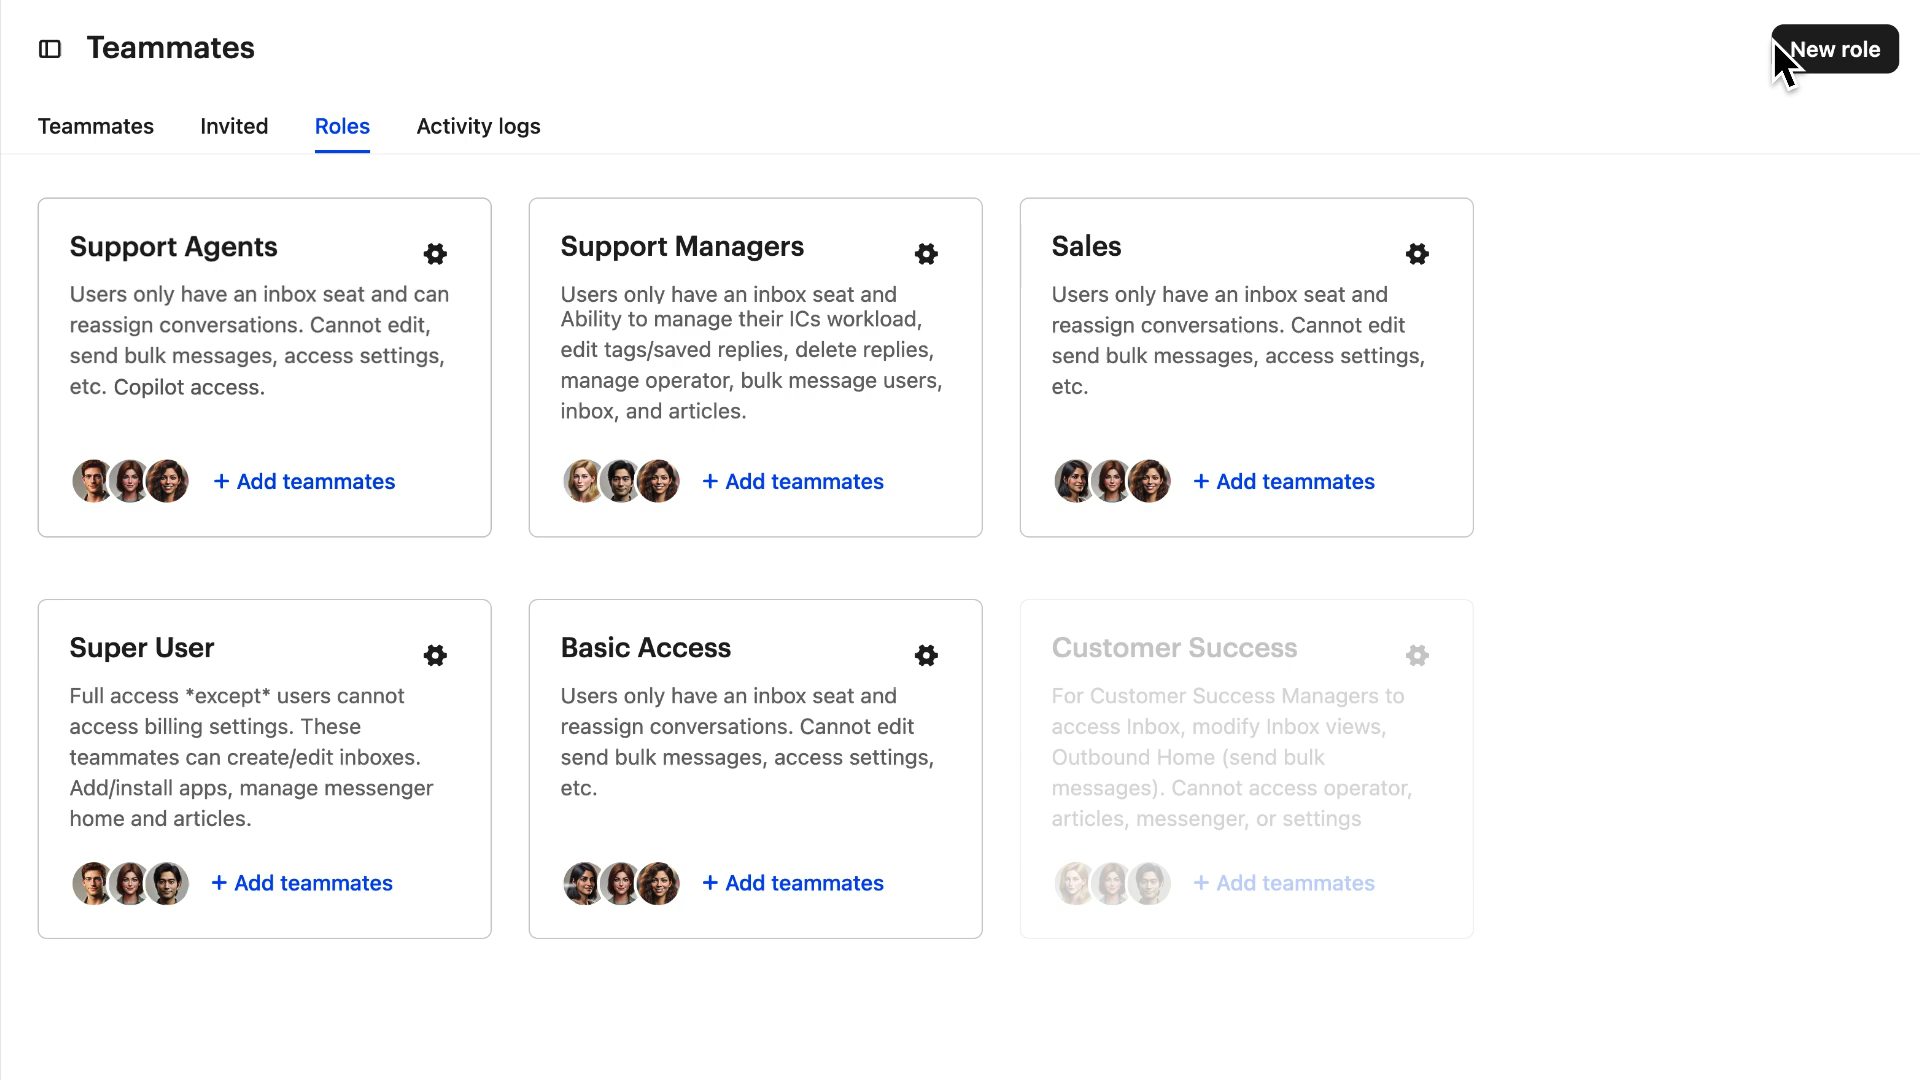 Teammates
New role
Teammates
Invited
Roles
Activity logs
Support Agents
Users only have an inbox seat and can
reassign conversations. Cannot edit,
send bulk messages, access settings,
etc. Copilot access.
+ Add teammates
Support Managers
Users only have an inbox seat and
Ability to manage their ICs workload,
edit tags/saved replies, delete replies,
manage operator, bulk message users,
inbox, and articles.
+ Add teammates
Sales
Users only have an inbox seat and
reassign conversations. Cannot edit
send bulk messages, access settings,
etc.
+ Add teammates
Super User
Full access *except* users cannot
access billing settings. These
teammates can create/edit inboxes.
Add/install apps, manage messenger
home and articles.
+ Add teammates
Basic Access
Users only have an inbox seat and
reassign conversations. Cannot edit
send bulk messages, access settings,
etc.
+ Add teammates
Customer Success
For Customer Success Managers to
access Inbox, modify Inbox views,
Outbound Home (send bulk
messages). Cannot access operator,
articles, messenger, or settings
+ Add teammates